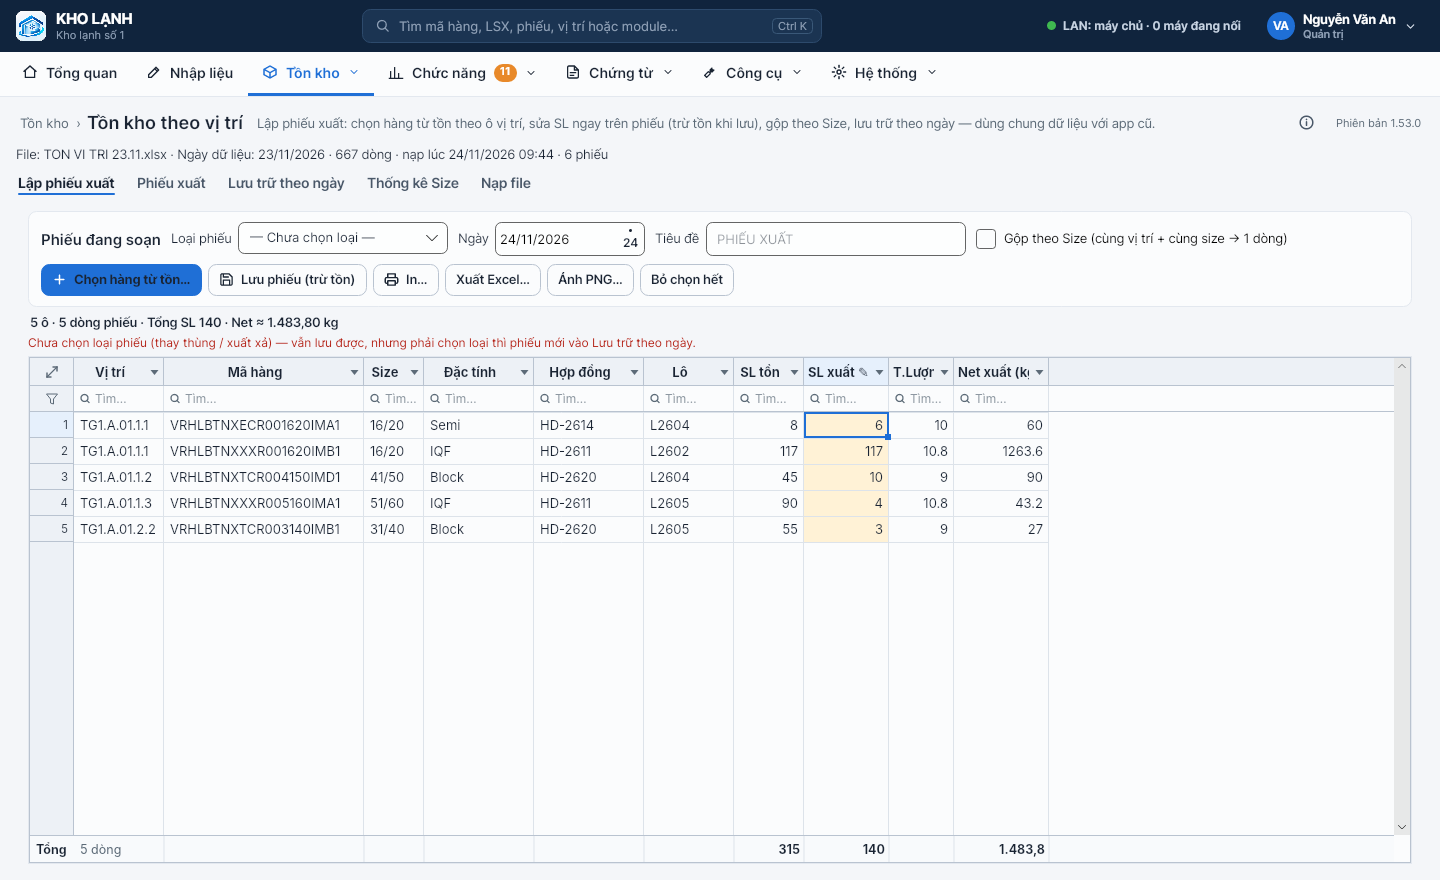 KHO LẠNH
Kho lạnh số 1
Tìm mã hàng, LSX, phiếu, vị trí hoặc module... Ctrl K
LAN: máy chủ · 0 máy đang nối
VA Nguyễn Văn An
Quản trị
Tổng quan Nhập liệu Tồn kho Chức năng 11 Chứng từ Công cụ Hệ thống
Tồn kho › Tồn kho theo vị trí Lập phiếu xuất: chọn hàng từ tồn theo ô vị trí, sửa SL ngay trên phiếu (trừ tồn khi lưu), gộp theo Size, lưu trữ theo ngày — dùng chung dữ liệu với app cũ. Phiên bản 1.53.0
File: TON VI TRI 23.11.xlsx · Ngày dữ liệu: 23/11/2026 · 667 dòng · nạp lúc 24/11/2026 09:44 · 6 phiếu
Lập phiếu xuất Phiếu xuất Lưu trữ theo ngày Thống kê Size Nạp file
Phiếu đang soạn Loại phiếu — Chưa chọn loại — Ngày 24/11/2026 24 Tiêu đề PHIẾU XUẤT Gộp theo Size (cùng vị trí + cùng size → 1 dòng)
+ Chọn hàng từ tồn... Lưu phiếu (trừ tồn) In... Xuất Excel... Ảnh PNG... Bỏ chọn hết
5 ô · 5 dòng phiếu · Tổng SL 140 · Net ≈ 1.483,80 kg
Chưa chọn loại phiếu (thay thùng / xuất xả) — vẫn lưu được, nhưng phải chọn loại thì phiếu mới vào Lưu trữ theo ngày.
Vị trí Mã hàng Size Đặc tính Hợp đồng Lô SL tồn SL xuất ✎ T.Lượr Net xuất (kg
Tìm... Tìm... Tìm... Tìm... Tìm... Tìm... Tìm... Tìm... Tìm... Tìm...
1 TG1.A.01.1.1 VRHLBTNXECR001620IMA1 16/20 Semi HD-2614 L2604 8 6 10 60
2 TG1.A.01.1.1 VRHLBTNXXXR001620IMB1 16/20 IQF HD-2611 L2602 117 117 10.8 1263.6
3 TG1.A.01.1.2 VRHLBTNXTCR004150IMD1 41/50 Block HD-2620 L2604 45 10 9 90
4 TG1.A.01.1.3 VRHLBTNXXXR005160IMA1 51/60 IQF HD-2611 L2605 90 4 10.8 43.2
5 TG1.A.01.2.2 VRHLBTNXTCR003140IMB1 31/40 Block HD-2620 L2605 55 3 9 27
Tổng 5 dòng 315 140 1.483,8